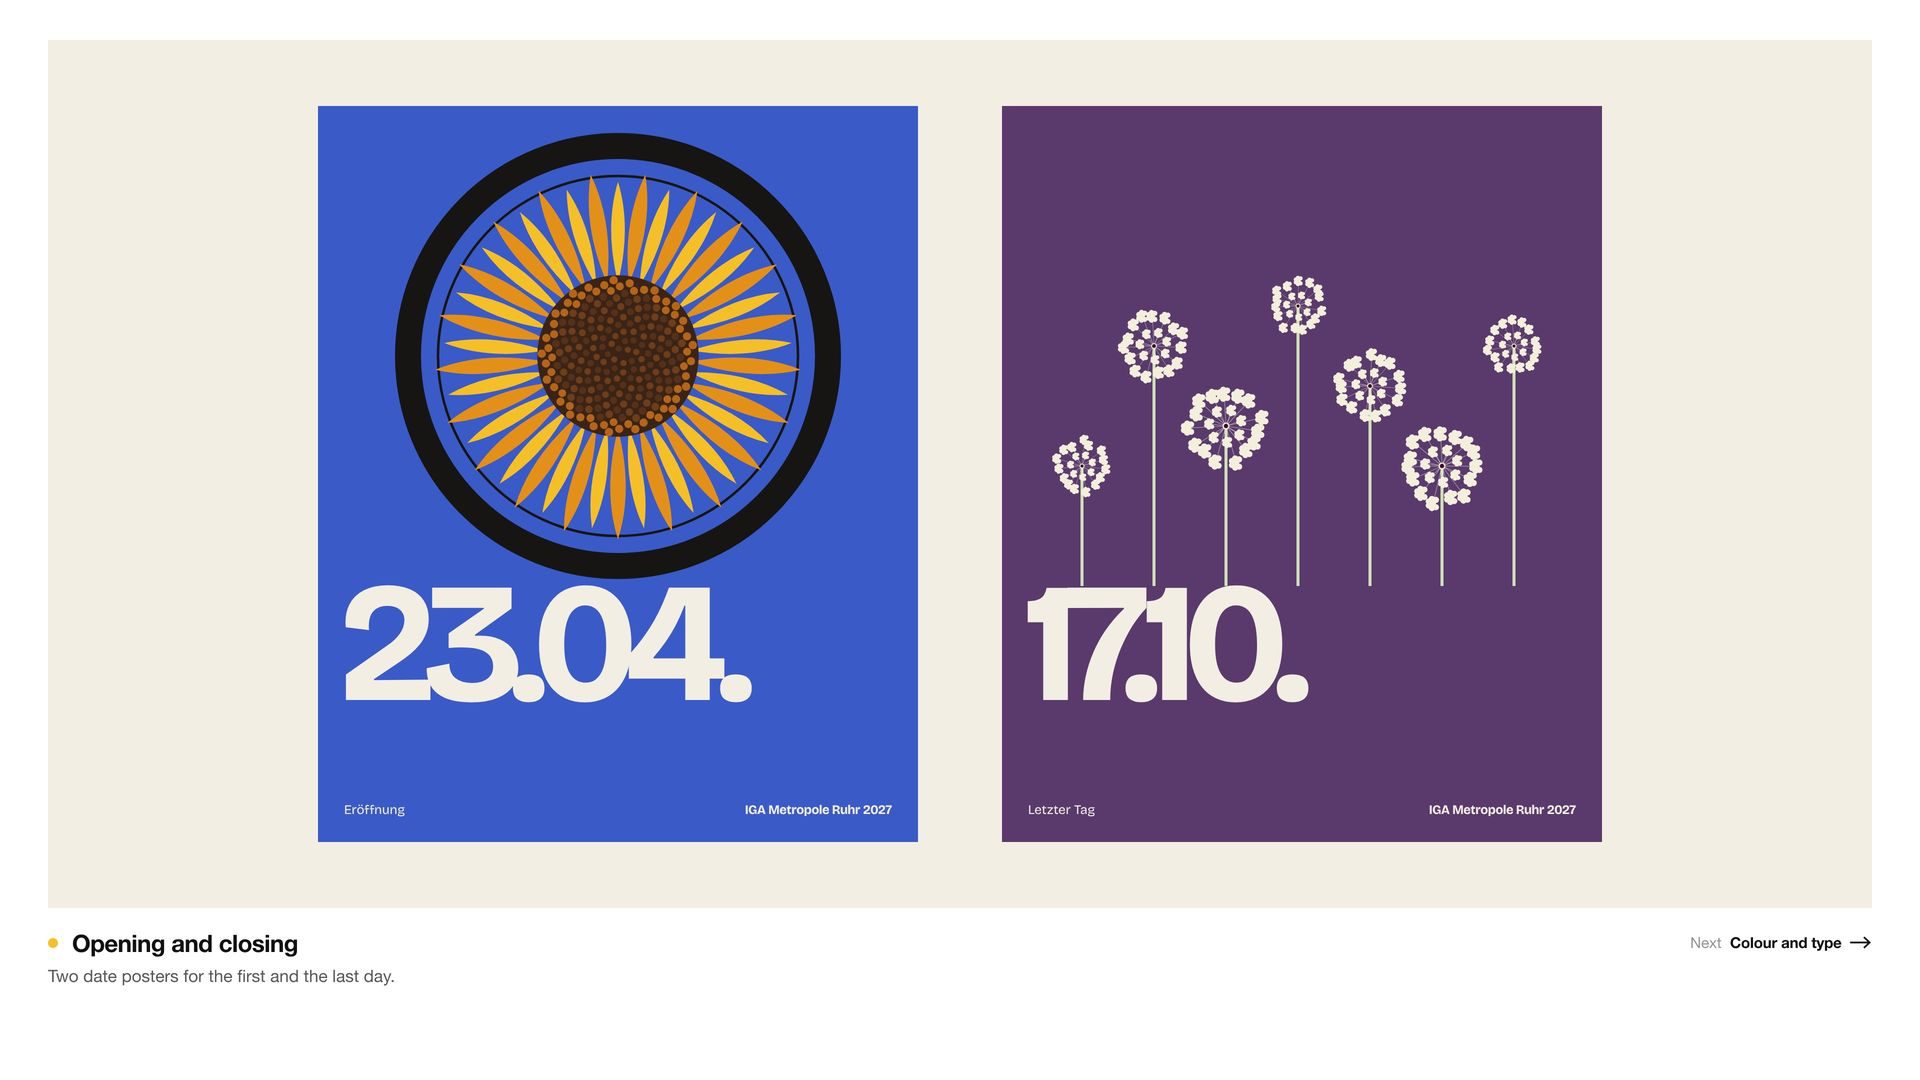 23.04.
Eröffnung
IGA Metropole Ruhr 2027
17.10.
Letzter Tag
IGA Metropole Ruhr 2027
Opening and closing
Two date posters for the first and the last day.
Next Colour and type →